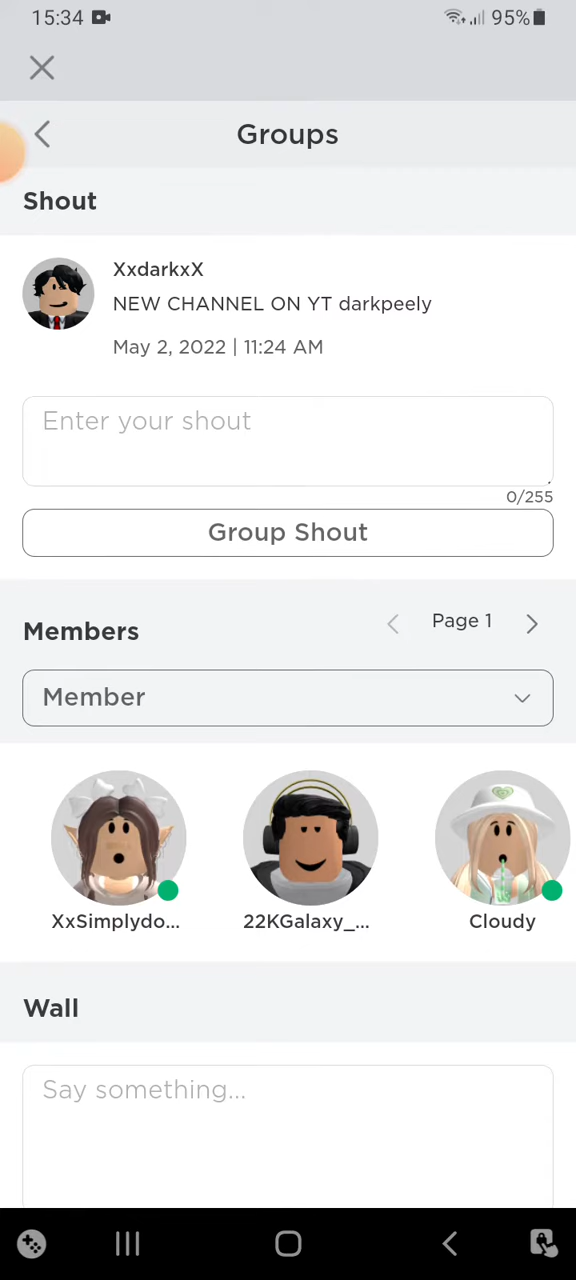 15:34
95%
Groups
Shout
XxdarkxX
NEW CHANNEL ON YT darkpeely
May 2, 2022 | 11:24 AM
Enter your shout
0/255
Group Shout
Members
Page 1
Member
XxSimplydo...
22KGalaxy_...
Cloudy
Wall
Say something...